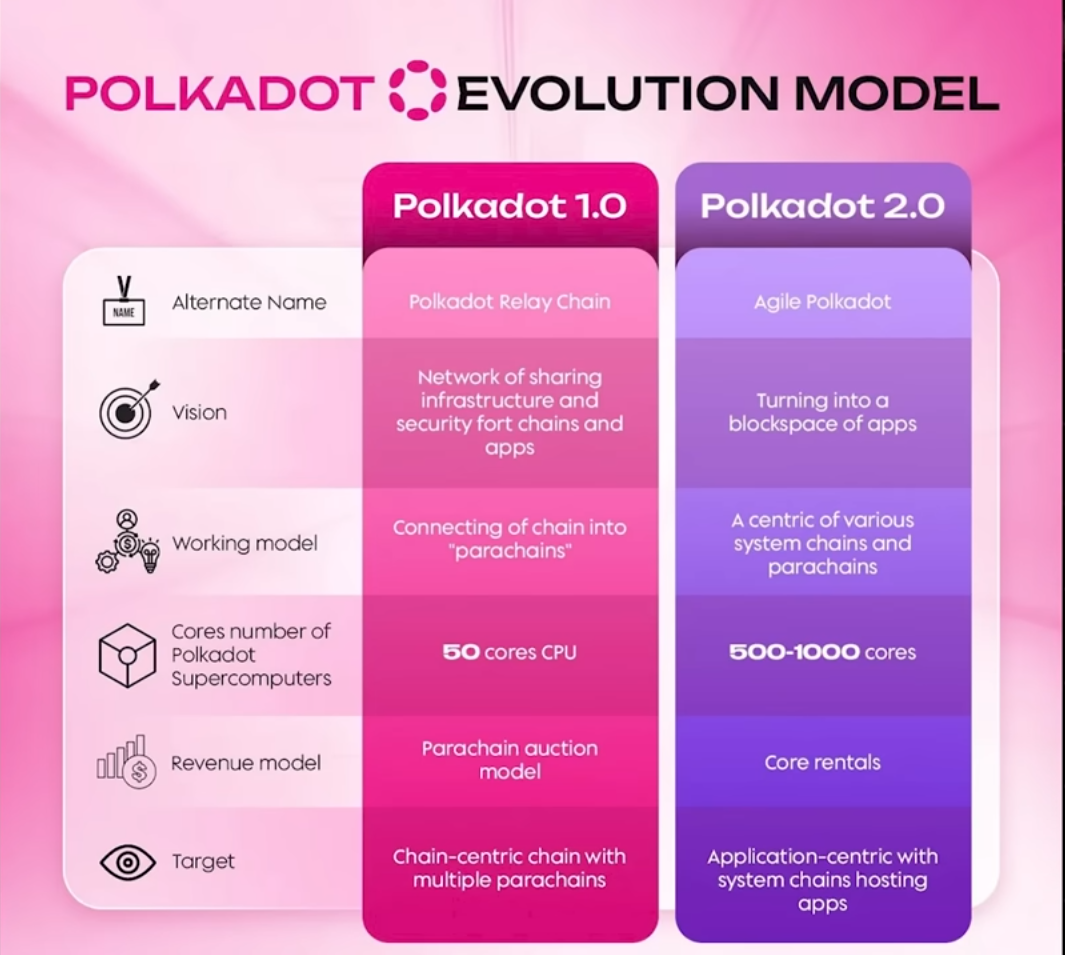 POLKADOT EVOLUTION MODEL
Polkadot 1.0
Polkadot 2.0
NAME
Alternate Name
Polkadot Relay Chain
Agile Polkadot
Vision
Network of sharing
infrastructure and
security fort chains and
apps
Turning into a
blockspace of apps
Working model
Connecting of chain into
"parachains"
A centric of various
system chains and
parachains
Cores number of
Polkadot
Supercomputers
50 cores CPU
500-1000 cores
Revenue model
Parachain auction
model
Core rentals
Target
Chain-centric chain with
multiple parachains
Application-centric with
system chains hosting
apps